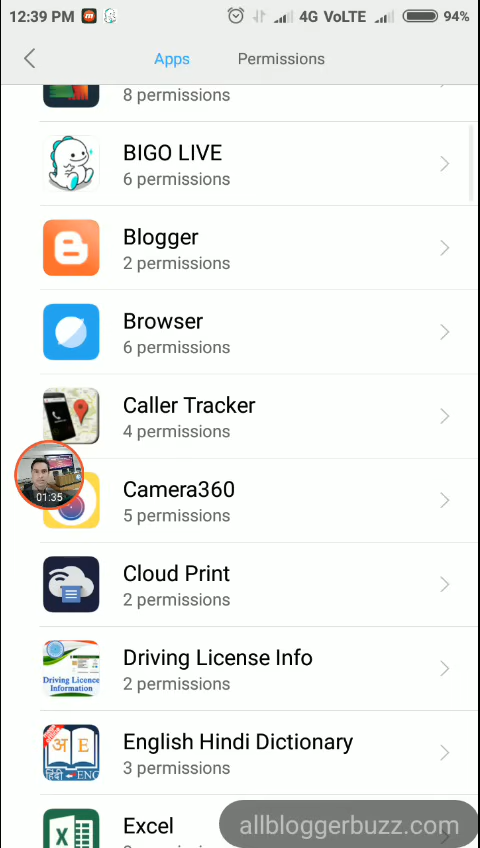 12:39 PM
4G VoLTE
94%
Apps
Permissions
8 permissions
BIGO LIVE
6 permissions
Blogger
2 permissions
Browser
6 permissions
Caller Tracker
4 permissions
01:35
Camera360
5 permissions
Cloud Print
2 permissions
Driving Licence
Information
Driving License Info
2 permissions
अ E
हिंदी ENG
English Hindi Dictionary
3 permissions
Excel
allbloggerbuzz.com